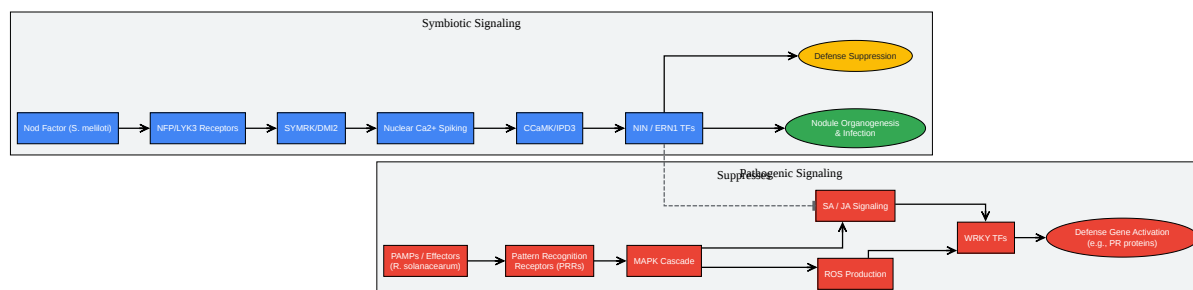 Symbiotic Signaling
Defense Suppression
Nod Factor (S. meliloti)
NFP/LYK3 Receptors
SYMRK/DMI2
Nuclear Ca2+ Spiking
CCaMK/IPD3
NIN / ERN1 TFs
Nodule Organogenesis
& Infection
Suppresses
Pathogenic Signaling
SA / JA Signaling
WRKY TFs
Defense Gene Activation
(e.g., PR proteins)
PAMPs / Effectors
(R. solanacearum)
Pattern Recognition
Receptors (PRRs)
MAPK Cascade
ROS Production